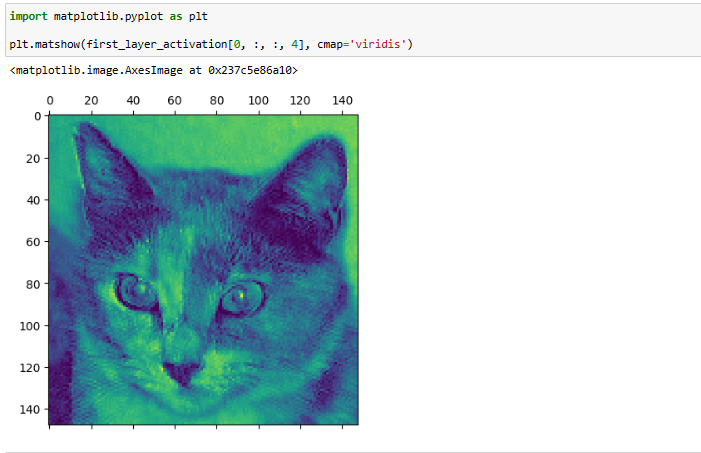 import matplotlib.pyplot as plt
plt.matshow(first_layer_activation[0, :, :, 4], cmap='viridis')
<matplotlib.image.AxesImage at 0x237c5e86a10>
0 20 40 60 80 100 120 140
0
20
40
60
80
100
120
140